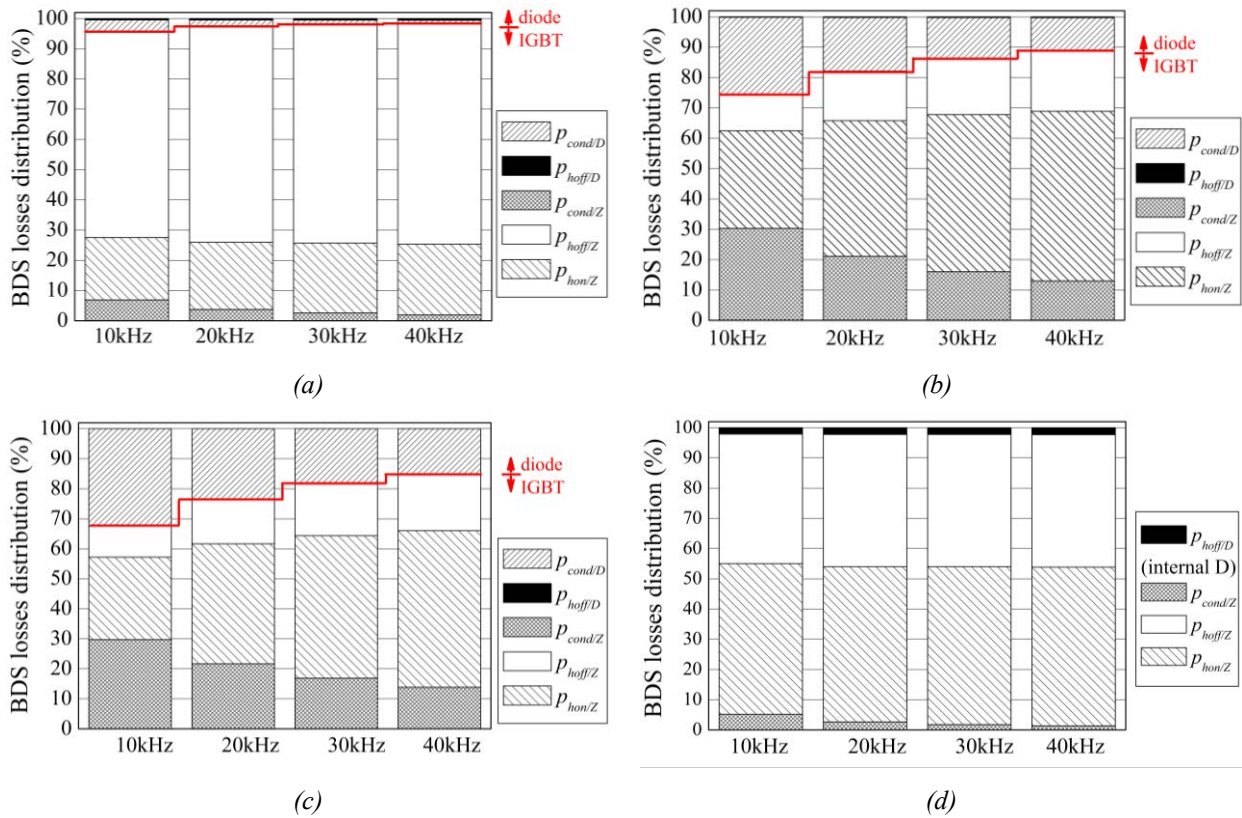 BDS losses distribution (%)
100
90
80
70
60
50
40
30
20
10
0
10kHz 20kHz 30kHz 40kHz
diode
IGBT
p_cond/D
p_hoff/D
p_cond/Z
p_hoff/Z
p_hon/Z
(a)
BDS losses distribution (%)
100
90
80
70
60
50
40
30
20
10
0
10kHz 20kHz 30kHz 40kHz
diode
IGBT
p_cond/D
p_hoff/D
p_cond/Z
p_hoff/Z
p_hon/Z
(b)
BDS losses distribution (%)
100
90
80
70
60
50
40
30
20
10
0
10kHz 20kHz 30kHz 40kHz
diode
IGBT
p_cond/D
p_hoff/D
p_cond/Z
p_hoff/Z
p_hon/Z
(c)
BDS losses distribution (%)
100
90
80
70
60
50
40
30
20
10
0
10kHz 20kHz 30kHz 40kHz
p_hoff/D
(internal D)
p_cond/Z
p_hoff/Z
p_hon/Z
(d)